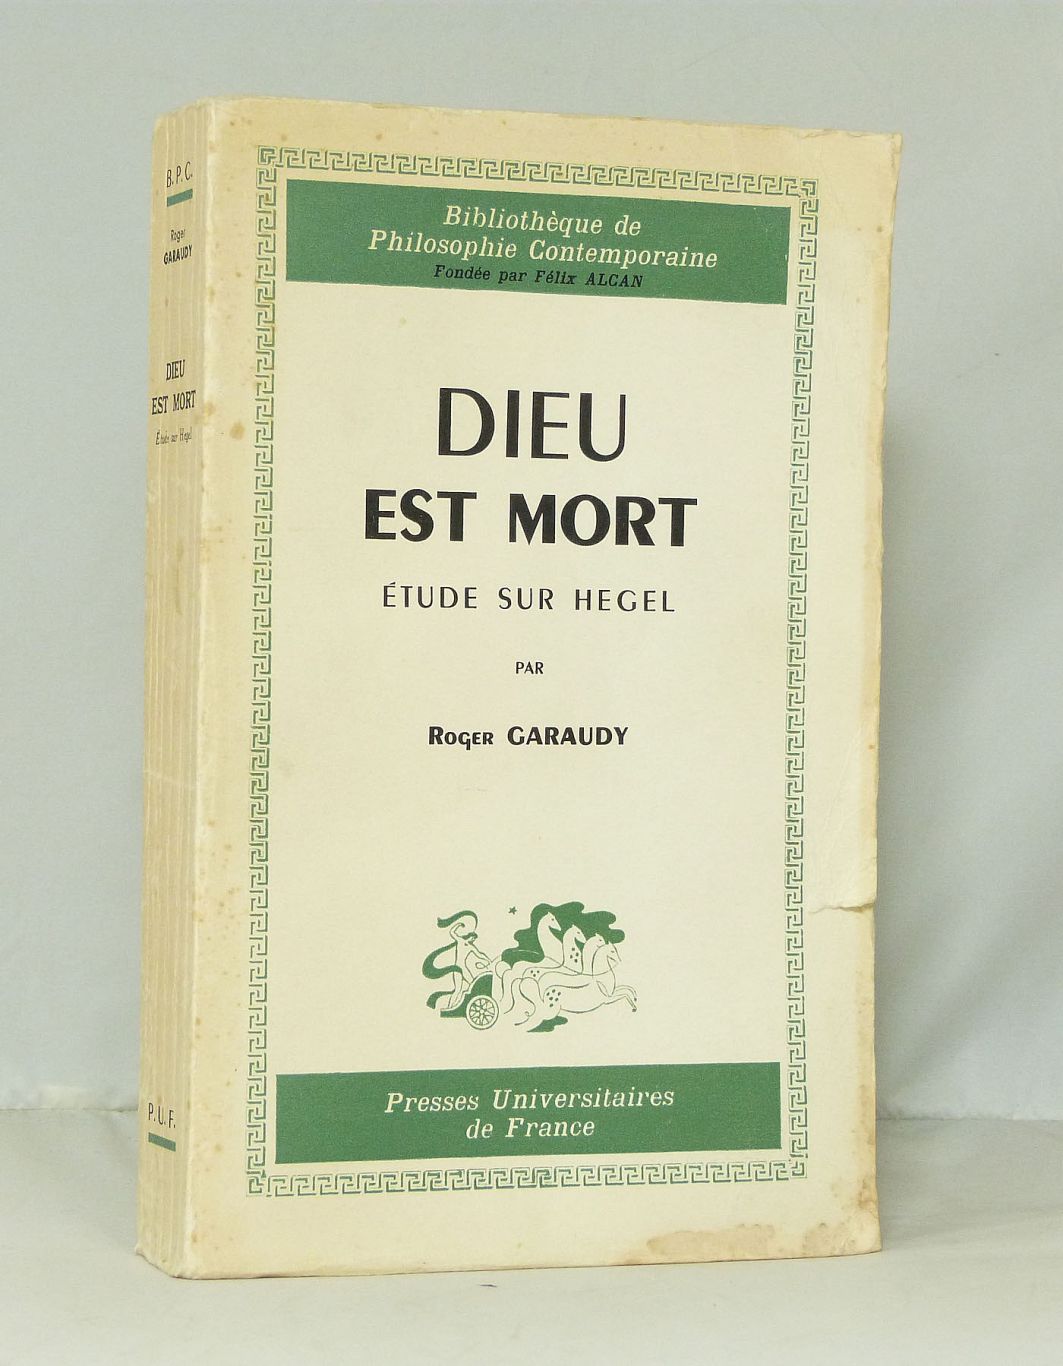 B. P. C.
Roger
GARAUDY
DIEU
EST MORT
Étude sur Hegel
P. U. F.
Bibliothèque de
Philosophie Contemporaine
Fondée par Félix ALCAN
DIEU
EST MORT
ÉTUDE SUR HEGEL
PAR
ROGER GARAUDY
Presses Universitaires
de France